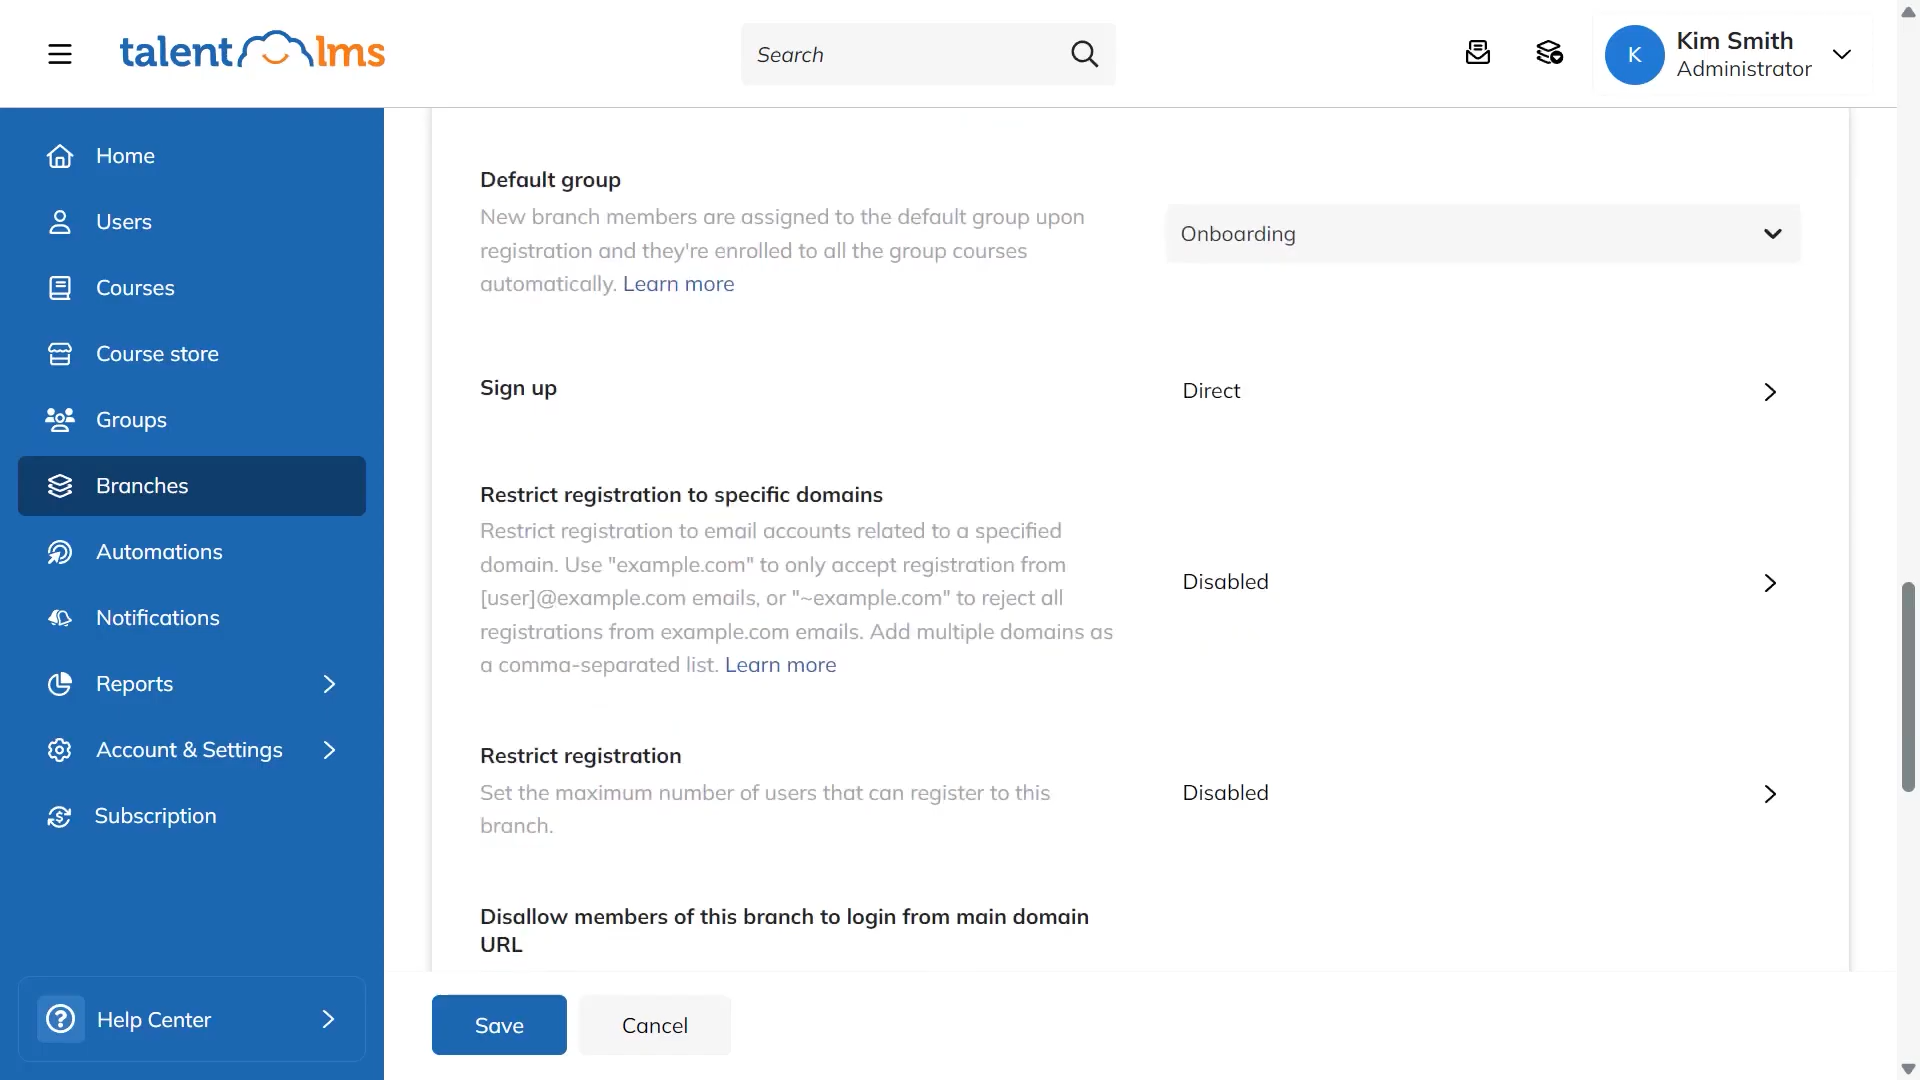 talentlms
Search
K
Kim Smith
Administrator
Home
Users
Courses
Course store
Groups
Branches
Automations
Notifications
Reports
Account & Settings
Subscription
Help Center
Default group
New branch members are assigned to the default group upon
registration and they're enrolled to all the group courses
automatically. Learn more
Onboarding
Sign up
Direct
Restrict registration to specific domains
Restrict registration to email accounts related to a specified
domain. Use "example.com" to only accept registration from
[user]@example.com emails, or "~example.com" to reject all
registrations from example.com emails. Add multiple domains as
a comma-separated list. Learn more
Disabled
Restrict registration
Set the maximum number of users that can register to this
branch.
Disabled
Disallow members of this branch to login from main domain
URL
Save
Cancel